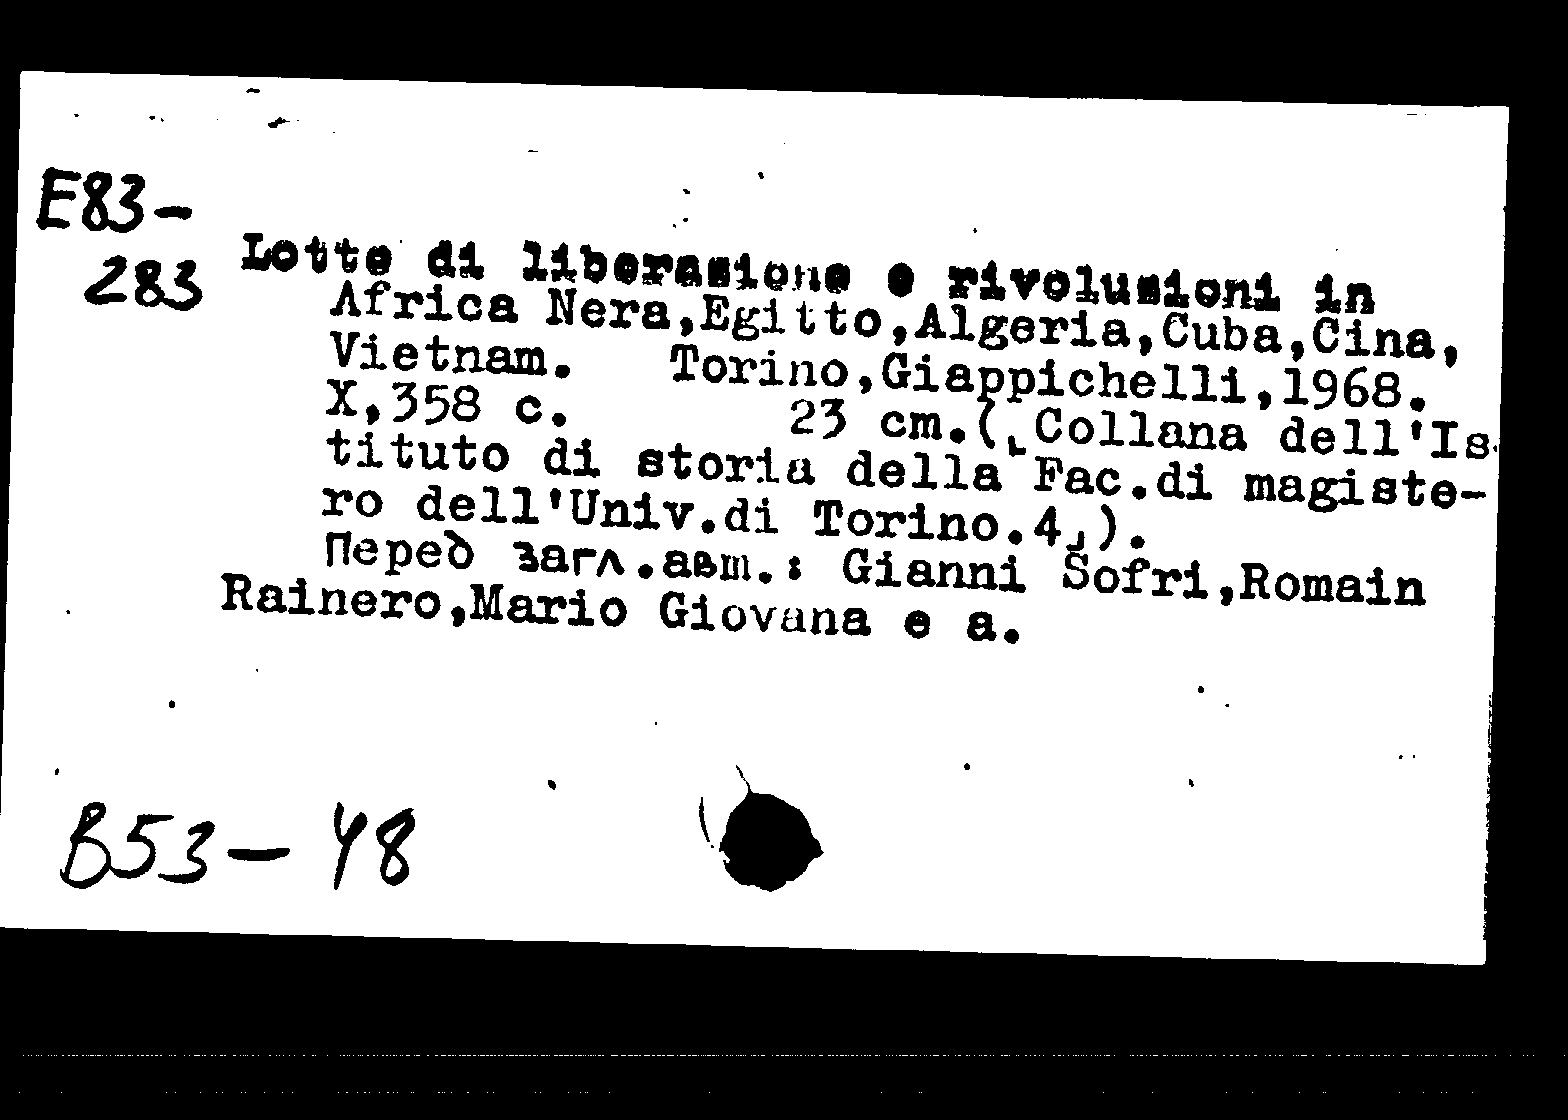 E83-
283
Lotte di liberasione e rivolusioni in
Africa Nera,Egitto,Algeria,Cuba,Cina,
Vietnam. Torino,Giappichelli,1968.
X,358 c. 23 cm.(⌊Collana dell'Is-
tituto di storia della Fac.di magiste-
ro dell'Univ.di Torino.4⌋).
Перед загл.авт.: Gianni Sofri,Romain
Rainero,Mario Giovana e a.
B53-48